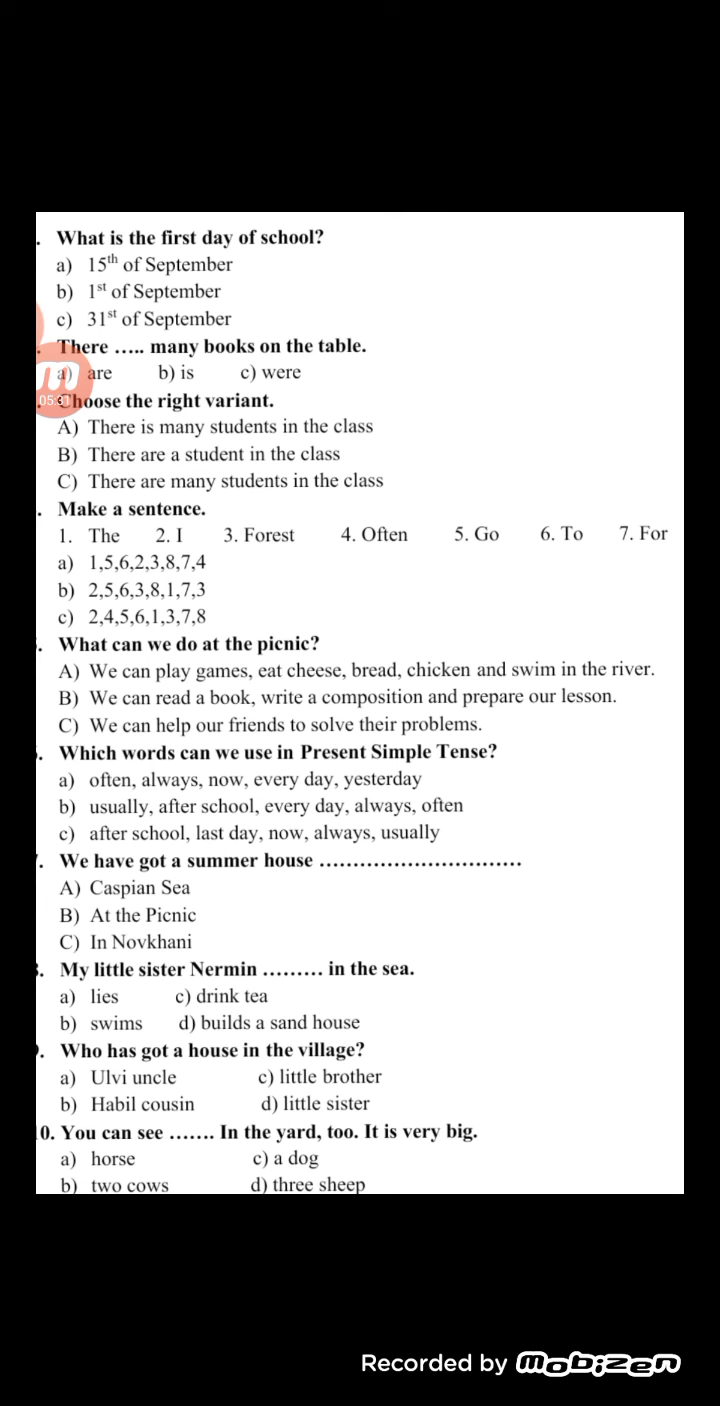 . What is the first day of school?
a) 15th of September
b) 1st of September
c) 31st of September
. There ..... many books on the table.
a) are b) is c) were
05:31
. Choose the right variant.
A) There is many students in the class
B) There are a student in the class
C) There are many students in the class
. Make a sentence.
1. The 2. I 3. Forest 4. Often 5. Go 6. To 7. For
a) 1,5,6,2,3,8,7,4
b) 2,5,6,3,8,1,7,3
c) 2,4,5,6,1,3,7,8
. What can we do at the picnic?
A) We can play games, eat cheese, bread, chicken and swim in the river.
B) We can read a book, write a composition and prepare our lesson.
C) We can help our friends to solve their problems.
. Which words can we use in Present Simple Tense?
a) often, always, now, every day, yesterday
b) usually, after school, every day, always, often
c) after school, last day, now, always, usually
. We have got a summer house ..............................
A) Caspian Sea
B) At the Picnic
C) In Novkhani
. My little sister Nermin ......... in the sea.
a) lies c) drink tea
b) swims d) builds a sand house
. Who has got a house in the village?
a) Ulvi uncle c) little brother
b) Habil cousin d) little sister
0. You can see ....... In the yard, too. It is very big.
a) horse c) a dog
b) two cows d) three sheep
Recorded by Mobizen